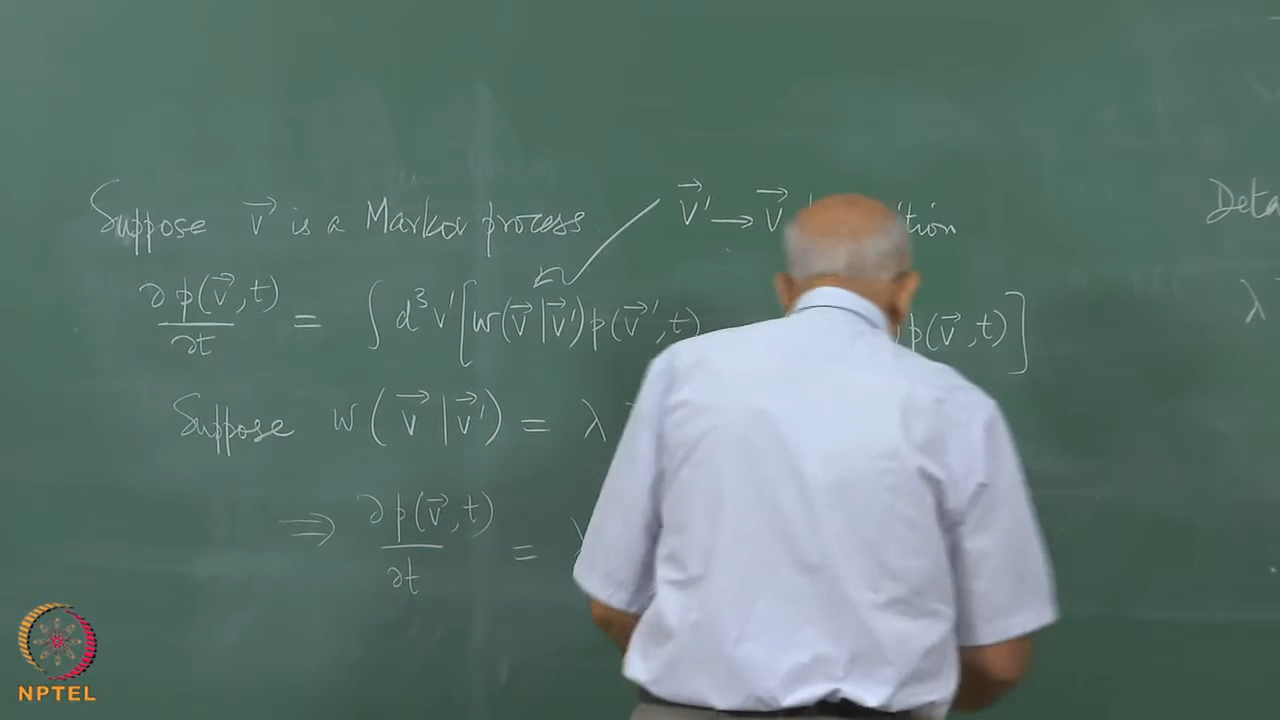 Suppose v⃗ is a Markov process v⃗' → v⃗
Deta
∂p(v⃗, t)/∂t = ∫ d³v' [w(v⃗ | v⃗') p(v⃗', t) p(v⃗, t)]
λ
Suppose w(v⃗ | v⃗') = λ
⇒ ∂p(v⃗, t)/∂t =
NPTEL